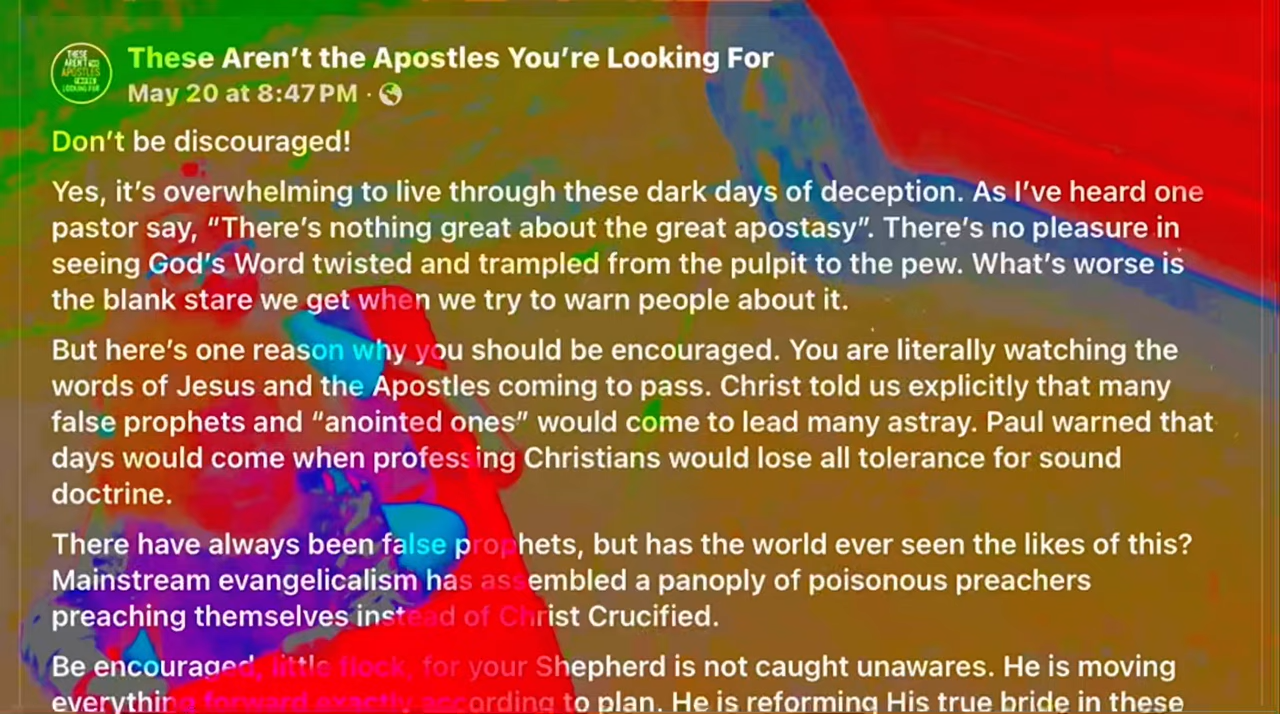 THESE
AREN'T THE
APOSTLES
YOU'RE
LOOKING FOR
These Aren't the Apostles You're Looking For
May 20 at 8:47 PM ·
Don't be discouraged!
Yes, it's overwhelming to live through these dark days of deception. As I've heard one
pastor say, “There's nothing great about the great apostasy”. There's no pleasure in
seeing God's Word twisted and trampled from the pulpit to the pew. What's worse is
the blank stare we get when we try to warn people about it.
But here's one reason why you should be encouraged. You are literally watching the
words of Jesus and the Apostles coming to pass. Christ told us explicitly that many
false prophets and “anointed ones” would come to lead many astray. Paul warned that
days would come when professing Christians would lose all tolerance for sound
doctrine.
There have always been false prophets, but has the world ever seen the likes of this?
Mainstream evangelicalism has assembled a panoply of poisonous preachers
preaching themselves instead of Christ Crucified.
Be encouraged, little flock, for your Shepherd is not caught unawares. He is moving
everything forward exactly according to plan. He is reforming His true bride in these